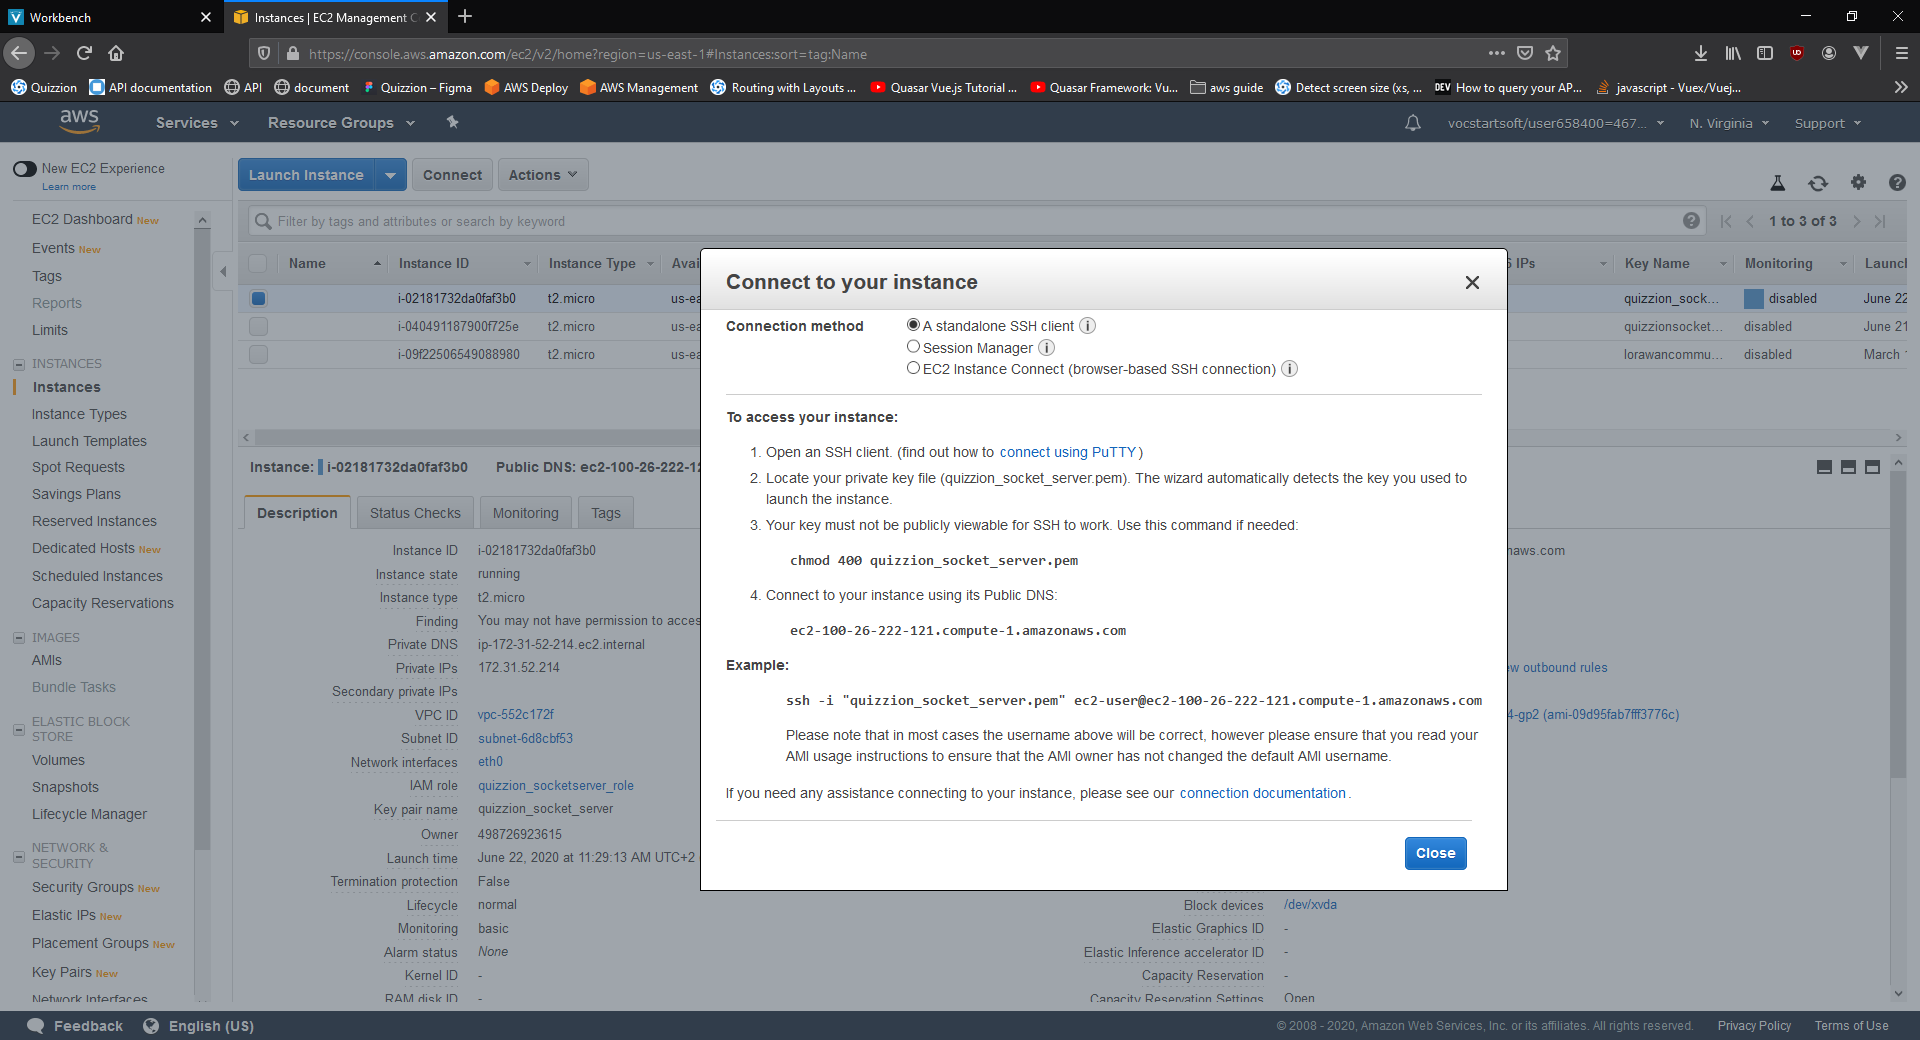 Workbench
Instances | EC2 Management C
https://console.aws.amazon.com/ec2/v2/home?region=us-east-1#Instances:sort=tag:Name
Quizzion API documentation API document Quizzion – Figma AWS Deploy AWS Management Routing with Layouts ... Quasar Vue.js Tutorial ... Quasar Framework: Vu... aws guide Detect screen size (xs, ... DEV How to query your AP... javascript - Vuex/Vuej...
aws Services Resource Groups vocstartsoft/user658400=467... N. Virginia Support
New EC2 Experience
Learn more
EC2 Dashboard New
Events New
Tags
Reports
Limits
INSTANCES
Instances
Instance Types
Launch Templates
Spot Requests
Savings Plans
Reserved Instances
Dedicated Hosts New
Scheduled Instances
Capacity Reservations
IMAGES
AMIs
Bundle Tasks
ELASTIC BLOCK
STORE
Volumes
Snapshots
Lifecycle Manager
NETWORK &
SECURITY
Security Groups New
Elastic IPs New
Placement Groups New
Key Pairs New
Network Interfaces
Launch Instance Connect Actions
Filter by tags and attributes or search by keyword
1 to 3 of 3
Name Instance ID Instance Type Avai IPs Key Name Monitoring Launch
i-02181732da0faf3b0 t2.micro us-ea quizzion_sock... disabled June 22
i-040491187900f725e t2.micro us-ea quizzionsocket... disabled June 21
i-09f22506549088980 t2.micro us-ea lorawancommu... disabled March
Instance: i-02181732da0faf3b0 Public DNS: ec2-100-26-222-12
Description Status Checks Monitoring Tags
Instance ID i-02181732da0faf3b0
Instance state running
Instance type t2.micro
Finding You may not have permission to acces
Private DNS ip-172-31-52-214.ec2.internal
Private IPs 172.31.52.214
Secondary private IPs
VPC ID vpc-552c172f
Subnet ID subnet-6d8cbf53
Network interfaces eth0
IAM role quizzion_socketserver_role
Key pair name quizzion_socket_server
Owner 498726923615
Launch time June 22, 2020 at 11:29:13 AM UTC+2
Termination protection False
Lifecycle normal
Monitoring basic
Alarm status None
Kernel ID -
RAM disk ID -
naws.com
ew outbound rules
4-gp2 (ami-09d95fab7fff3776c)
Block devices /dev/xvda
Elastic Graphics ID -
Elastic Inference accelerator ID -
Capacity Reservation -
Capacity Reservation Settings Open
Connect to your instance
Connection method
A standalone SSH client
Session Manager
EC2 Instance Connect (browser-based SSH connection)
To access your instance:
1. Open an SSH client. (find out how to connect using PuTTY)
2. Locate your private key file (quizzion_socket_server.pem). The wizard automatically detects the key you used to
launch the instance.
3. Your key must not be publicly viewable for SSH to work. Use this command if needed:
chmod 400 quizzion_socket_server.pem
4. Connect to your instance using its Public DNS:
ec2-100-26-222-121.compute-1.amazonaws.com
Example:
ssh -i "quizzion_socket_server.pem" ec2-user@ec2-100-26-222-121.compute-1.amazonaws.com
Please note that in most cases the username above will be correct, however please ensure that you read your
AMI usage instructions to ensure that the AMI owner has not changed the default AMI username.
If you need any assistance connecting to your instance, please see our connection documentation.
Close
Feedback English (US) © 2008 - 2020, Amazon Web Services, Inc. or its affiliates. All rights reserved. Privacy Policy Terms of Use